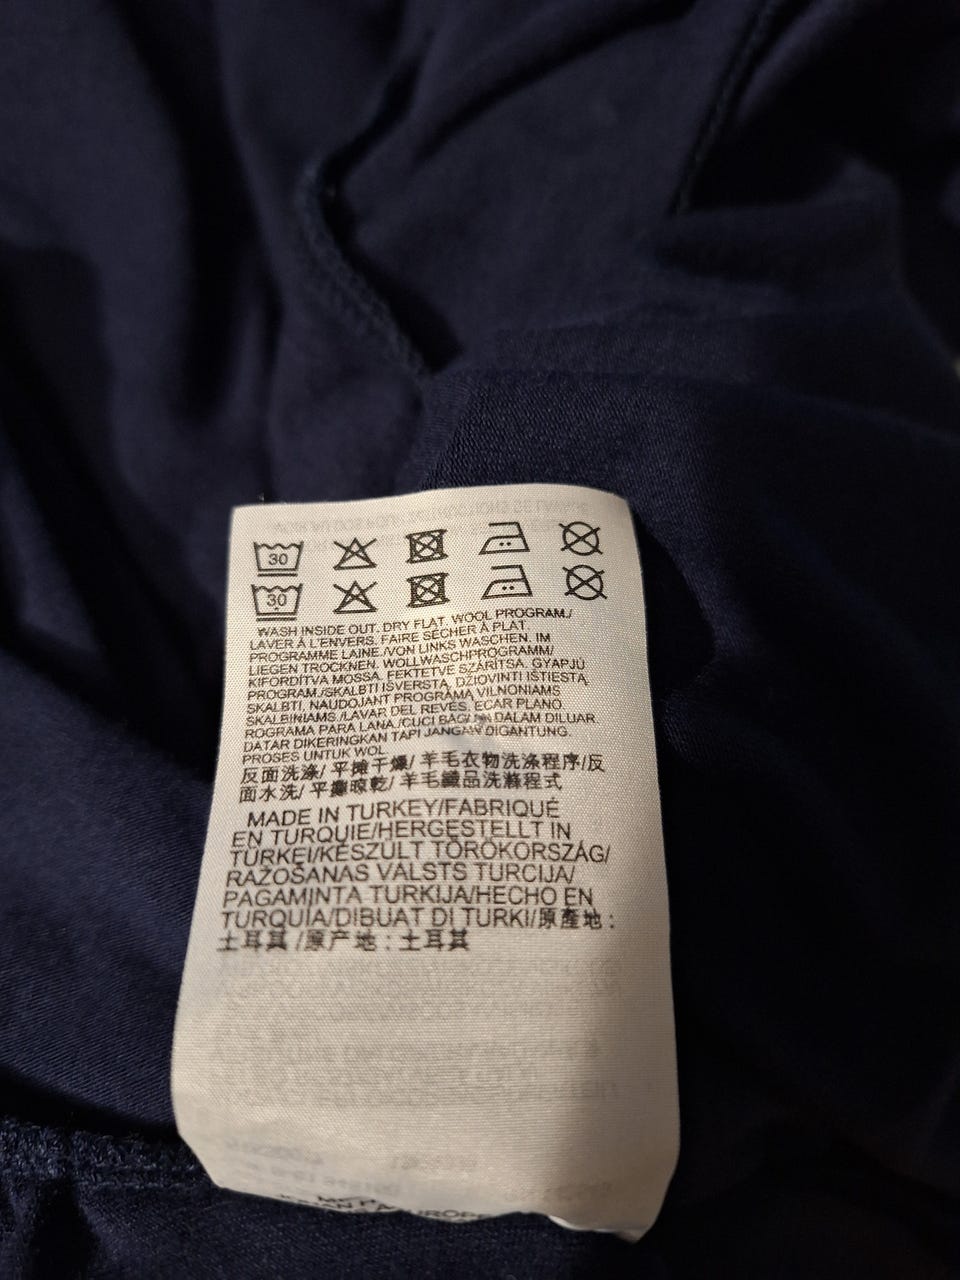 30
30
WASH INSIDE OUT. DRY FLAT. WOOL PROGRAM./
LAVER À L'ENVERS. FAIRE SÉCHER À PLAT.
PROGRAMME LAINE./VON LINKS WASCHEN. IM
LIEGEN TROCKNEN. WOLLWASCHPROGRAMM/
KIFORDÍTVA MOSSA. FEKTETVE SZÁRÍTSA. GYAPJÚ
PROGRAM./SKALBTI IŠVERSTĄ. DŽIOVINTI IŠTIESTĄ.
SKALBTI, NAUDOJANT PROGRAMĄ VILNONIAMS
SKALBINIAMS./LAVAR DEL REVES. ECAR PLANO.
ROGRAMA PARA LANA./CUCI BAGIAN DALAM DILUAR.
DATAR DIKERINGKAN TAPI JANGAN DIGANTUNG.
PROSES UNTUK WOL
反面洗涤/ 平摊干燥/ 羊毛衣物洗涤程序/反
面水洗/ 平攤晾乾/ 羊毛織品洗滌程式
MADE IN TURKEY/FABRIQUÉ
EN TURQUIE/HERGESTELLT IN
TÜRKEI/KÉSZÜLT TÖRÖKORSZÁG/
RAŽOŠANAS VALSTS TURCIJA/
PAGAMINTA TURKIJA/HECHO EN
TURQUÍA/DIBUAT DI TURKI/原產地 :
土耳其 /原产地 : 土耳其